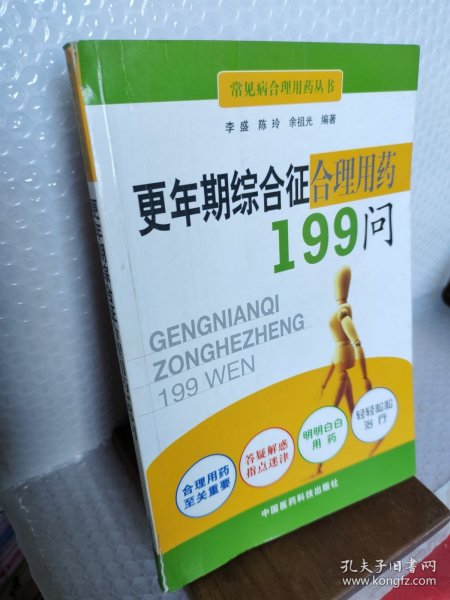 常见病合理用药丛书
李盛 陈玲 余祖光 编著
更年期综合征合理用药
199问
GENGNIANQI
ZONGHEZHENG
199 WEN
合理用药
至关重要
答疑解惑
指点迷津
明明白白
用药
轻轻松松
治疗
中国医药科技出版社
孔夫子旧书网
www.kongfz.com